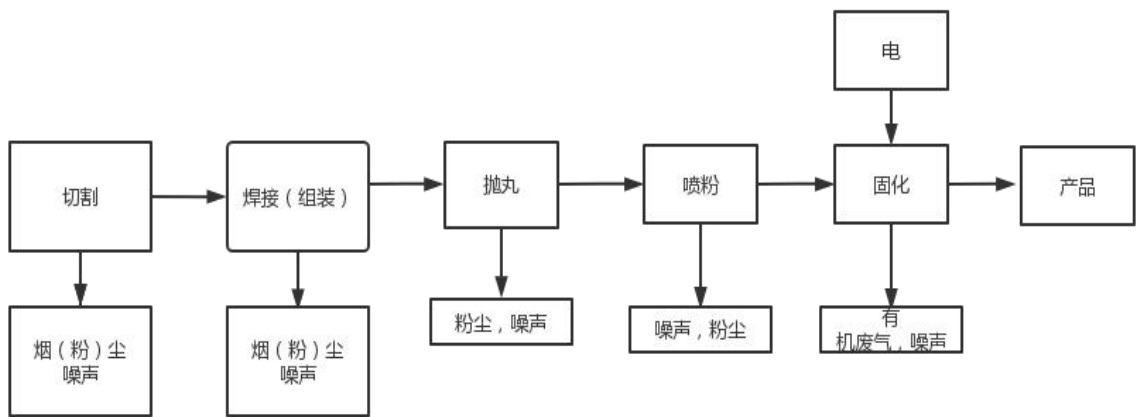 电
切割
焊接（组装）
抛丸
喷粉
固化
产品
烟（粉）尘
噪声
烟（粉）尘
噪声
粉尘，噪声
噪声，粉尘
有
机废气，噪声